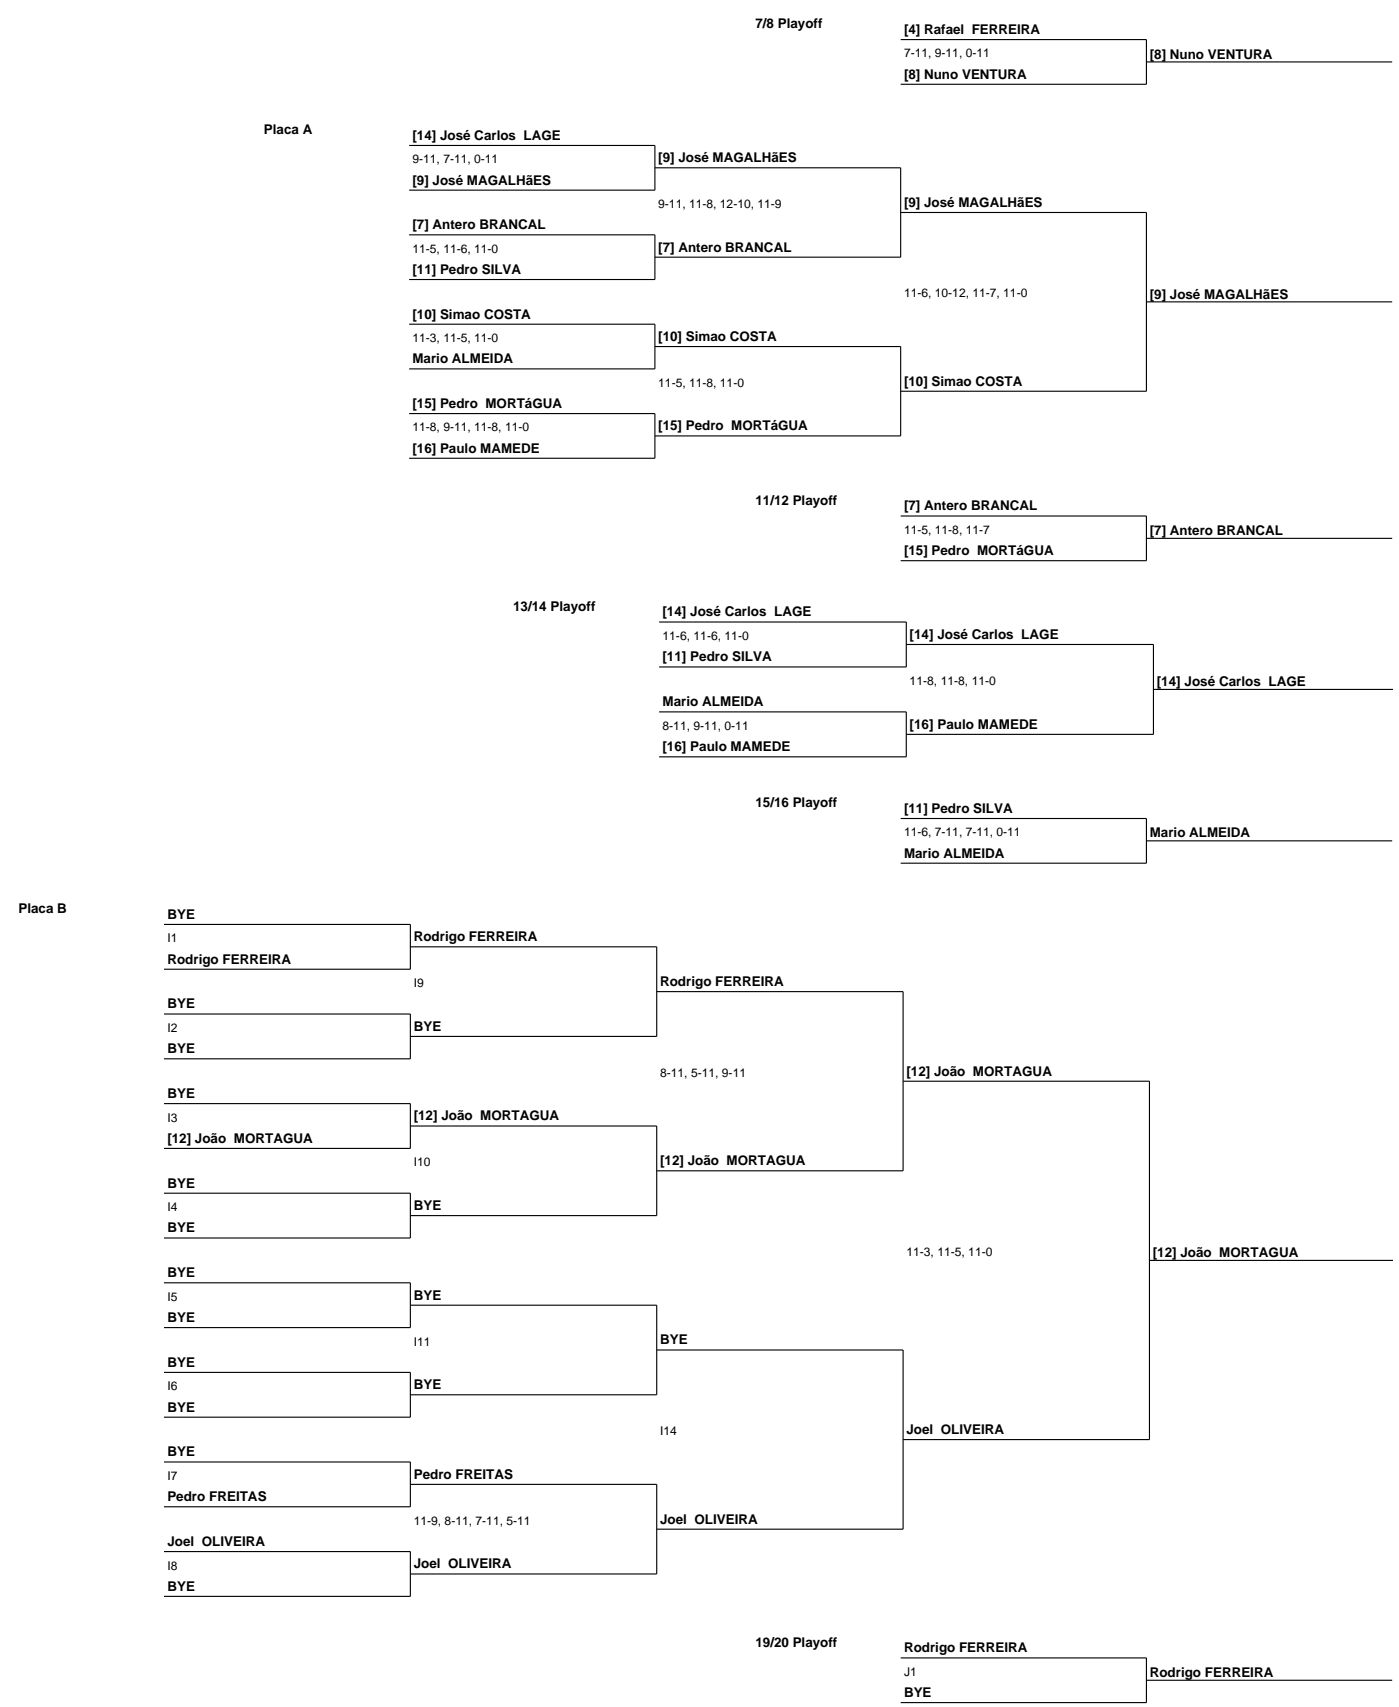 7/8 Playoff
[4] Rafael  FERREIRA
7-11, 9-11, 0-11
[8] Nuno VENTURA
[8] Nuno VENTURA
Placa A
[14] José Carlos  LAGE
9-11, 7-11, 0-11
[9] José MAGALHãES
[9] José MAGALHãES
9-11, 11-8, 12-10, 11-9
[9] José MAGALHãES
[7] Antero BRANCAL
11-5, 11-6, 11-0
[7] Antero BRANCAL
[11] Pedro SILVA
11-6, 10-12, 11-7, 11-0
[9] José MAGALHãES
[10] Simao COSTA
11-3, 11-5, 11-0
[10] Simao COSTA
Mario ALMEIDA
11-5, 11-8, 11-0
[10] Simao COSTA
[15] Pedro  MORTáGUA
11-8, 9-11, 11-8, 11-0
[15] Pedro  MORTáGUA
[16] Paulo MAMEDE
11/12 Playoff
[7] Antero BRANCAL
11-5, 11-8, 11-7
[7] Antero BRANCAL
[15] Pedro  MORTáGUA
13/14 Playoff
[14] José Carlos  LAGE
11-6, 11-6, 11-0
[14] José Carlos  LAGE
[11] Pedro SILVA
11-8, 11-8, 11-0
[14] José Carlos  LAGE
Mario ALMEIDA
8-11, 9-11, 0-11
[16] Paulo MAMEDE
[16] Paulo MAMEDE
15/16 Playoff
[11] Pedro SILVA
11-6, 7-11, 7-11, 0-11
Mario ALMEIDA
Mario ALMEIDA
Placa B
BYE
I1
Rodrigo FERREIRA
Rodrigo FERREIRA
I9
Rodrigo FERREIRA
BYE
I2
BYE
BYE
8-11, 5-11, 9-11
[12] João  MORTAGUA
BYE
I3
[12] João  MORTAGUA
[12] João  MORTAGUA
I10
[12] João  MORTAGUA
BYE
I4
BYE
BYE
11-3, 11-5, 11-0
[12] João  MORTAGUA
BYE
I5
BYE
BYE
I11
BYE
BYE
I6
BYE
BYE
I14
Joel  OLIVEIRA
BYE
I7
Pedro FREITAS
Pedro FREITAS
11-9, 8-11, 7-11, 5-11
Joel  OLIVEIRA
Joel  OLIVEIRA
I8
Joel  OLIVEIRA
BYE
19/20 Playoff
Rodrigo FERREIRA
J1
Rodrigo FERREIRA
BYE